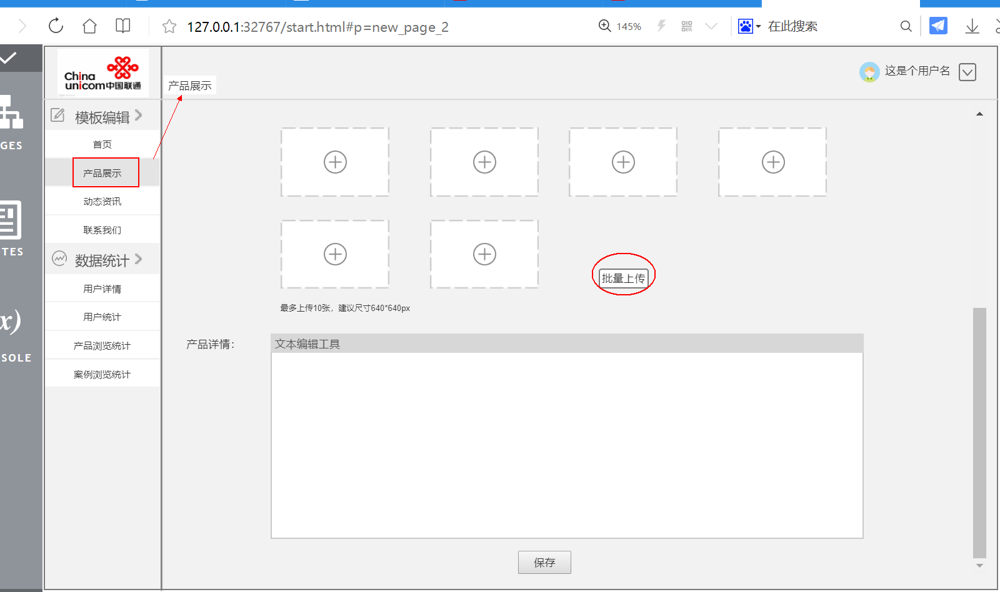 127.0.0.1:32767/start.html#p=new_page_2
145%
在此搜索
China
unicom中国联通
产品展示
这是个用户名
模板编辑
首页
产品展示
动态资讯
联系我们
数据统计
用户详情
用户统计
产品浏览统计
案例浏览统计
GES
TES
x)
SOLE
批量上传
最多上传10张，建议尺寸640*640px
产品详情：
文本编辑工具
保存